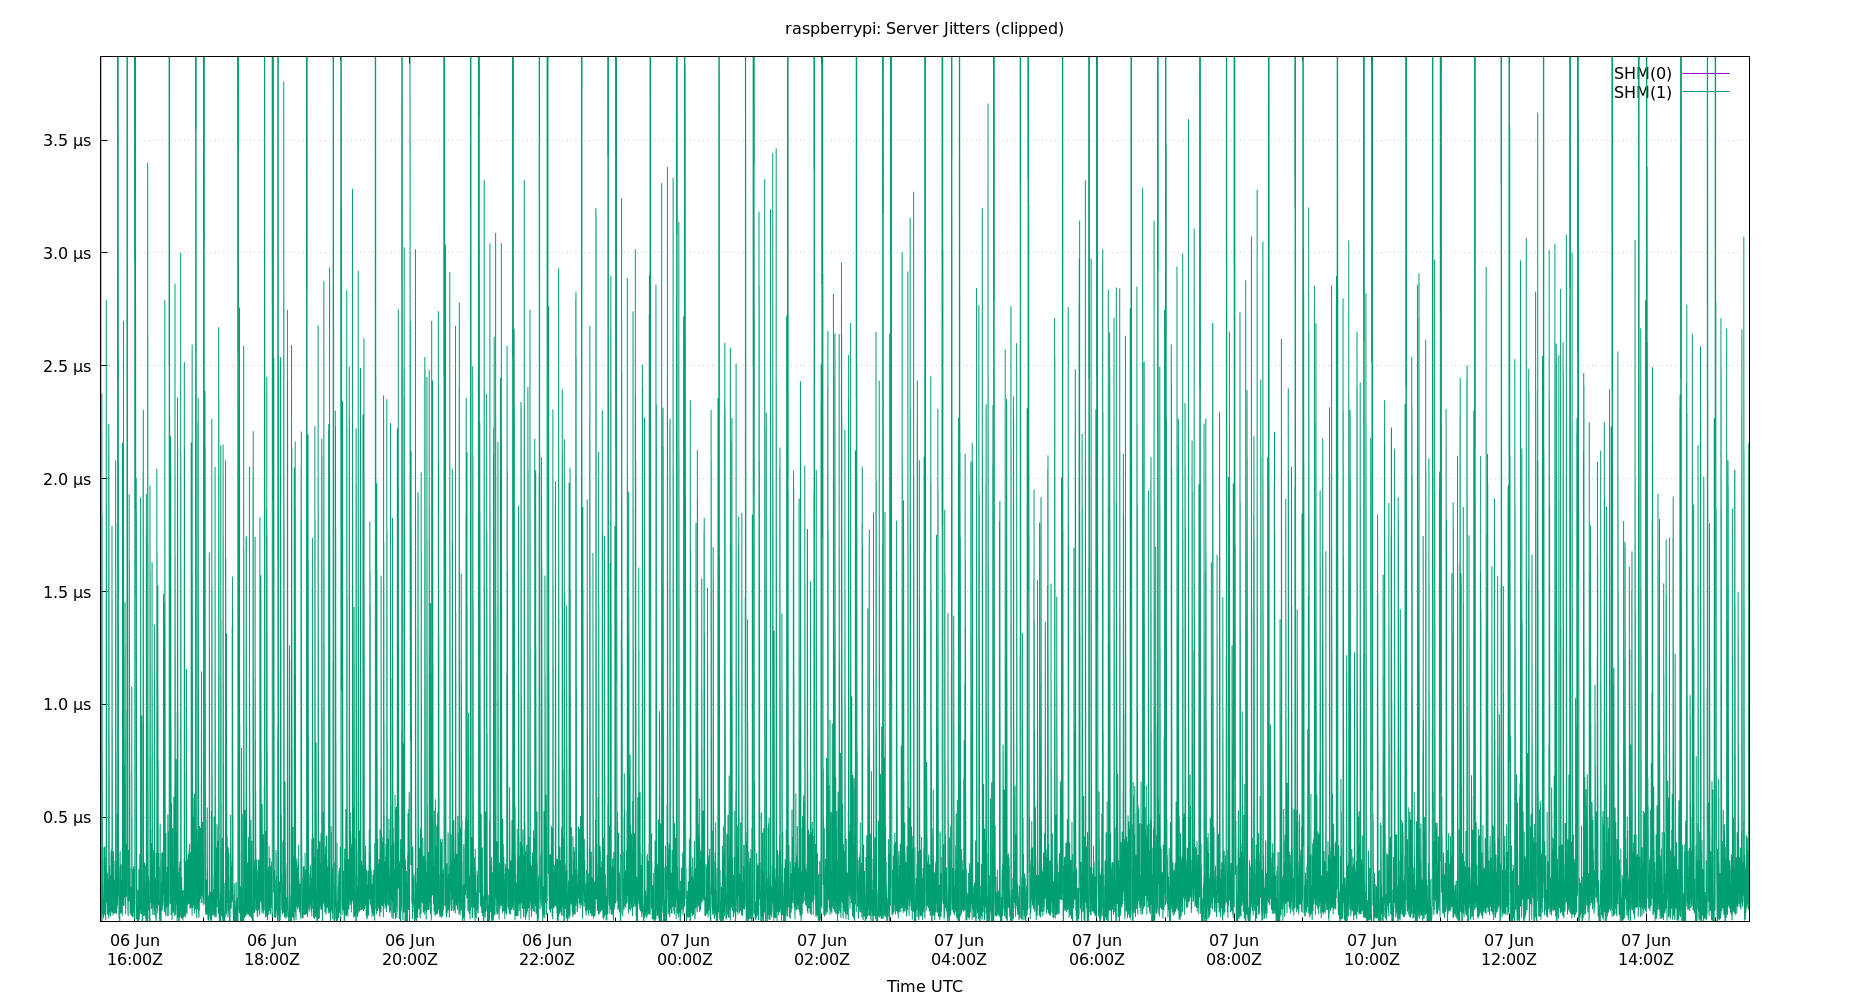 raspberrypi: Server Jitters (clipped)
SHM(0)
SHM(1)
3.5 µs
3.0 µs
2.5 µs
2.0 µs
1.5 µs
1.0 µs
0.5 µs
06 Jun 06 Jun 06 Jun 06 Jun 07 Jun 07 Jun 07 Jun 07 Jun 07 Jun 07 Jun 07 Jun 07 Jun
16:00Z 18:00Z 20:00Z 22:00Z 00:00Z 02:00Z 04:00Z 06:00Z 08:00Z 10:00Z 12:00Z 14:00Z
Time UTC